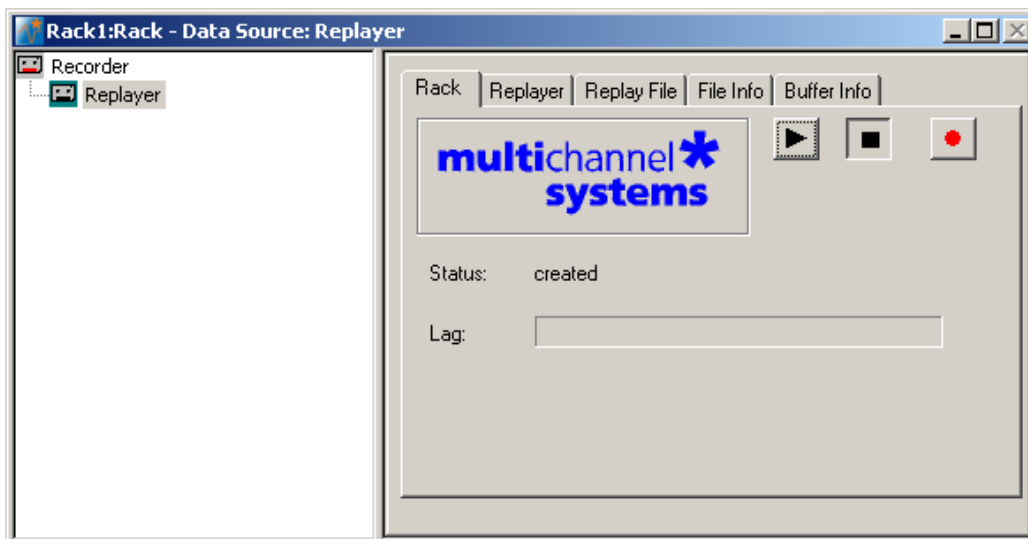 Rack1:Rack - Data Source: Replayer
Recorder
Replayer
Rack Replayer Replay File File Info Buffer Info
multichannel
systems
Status: created
Lag: